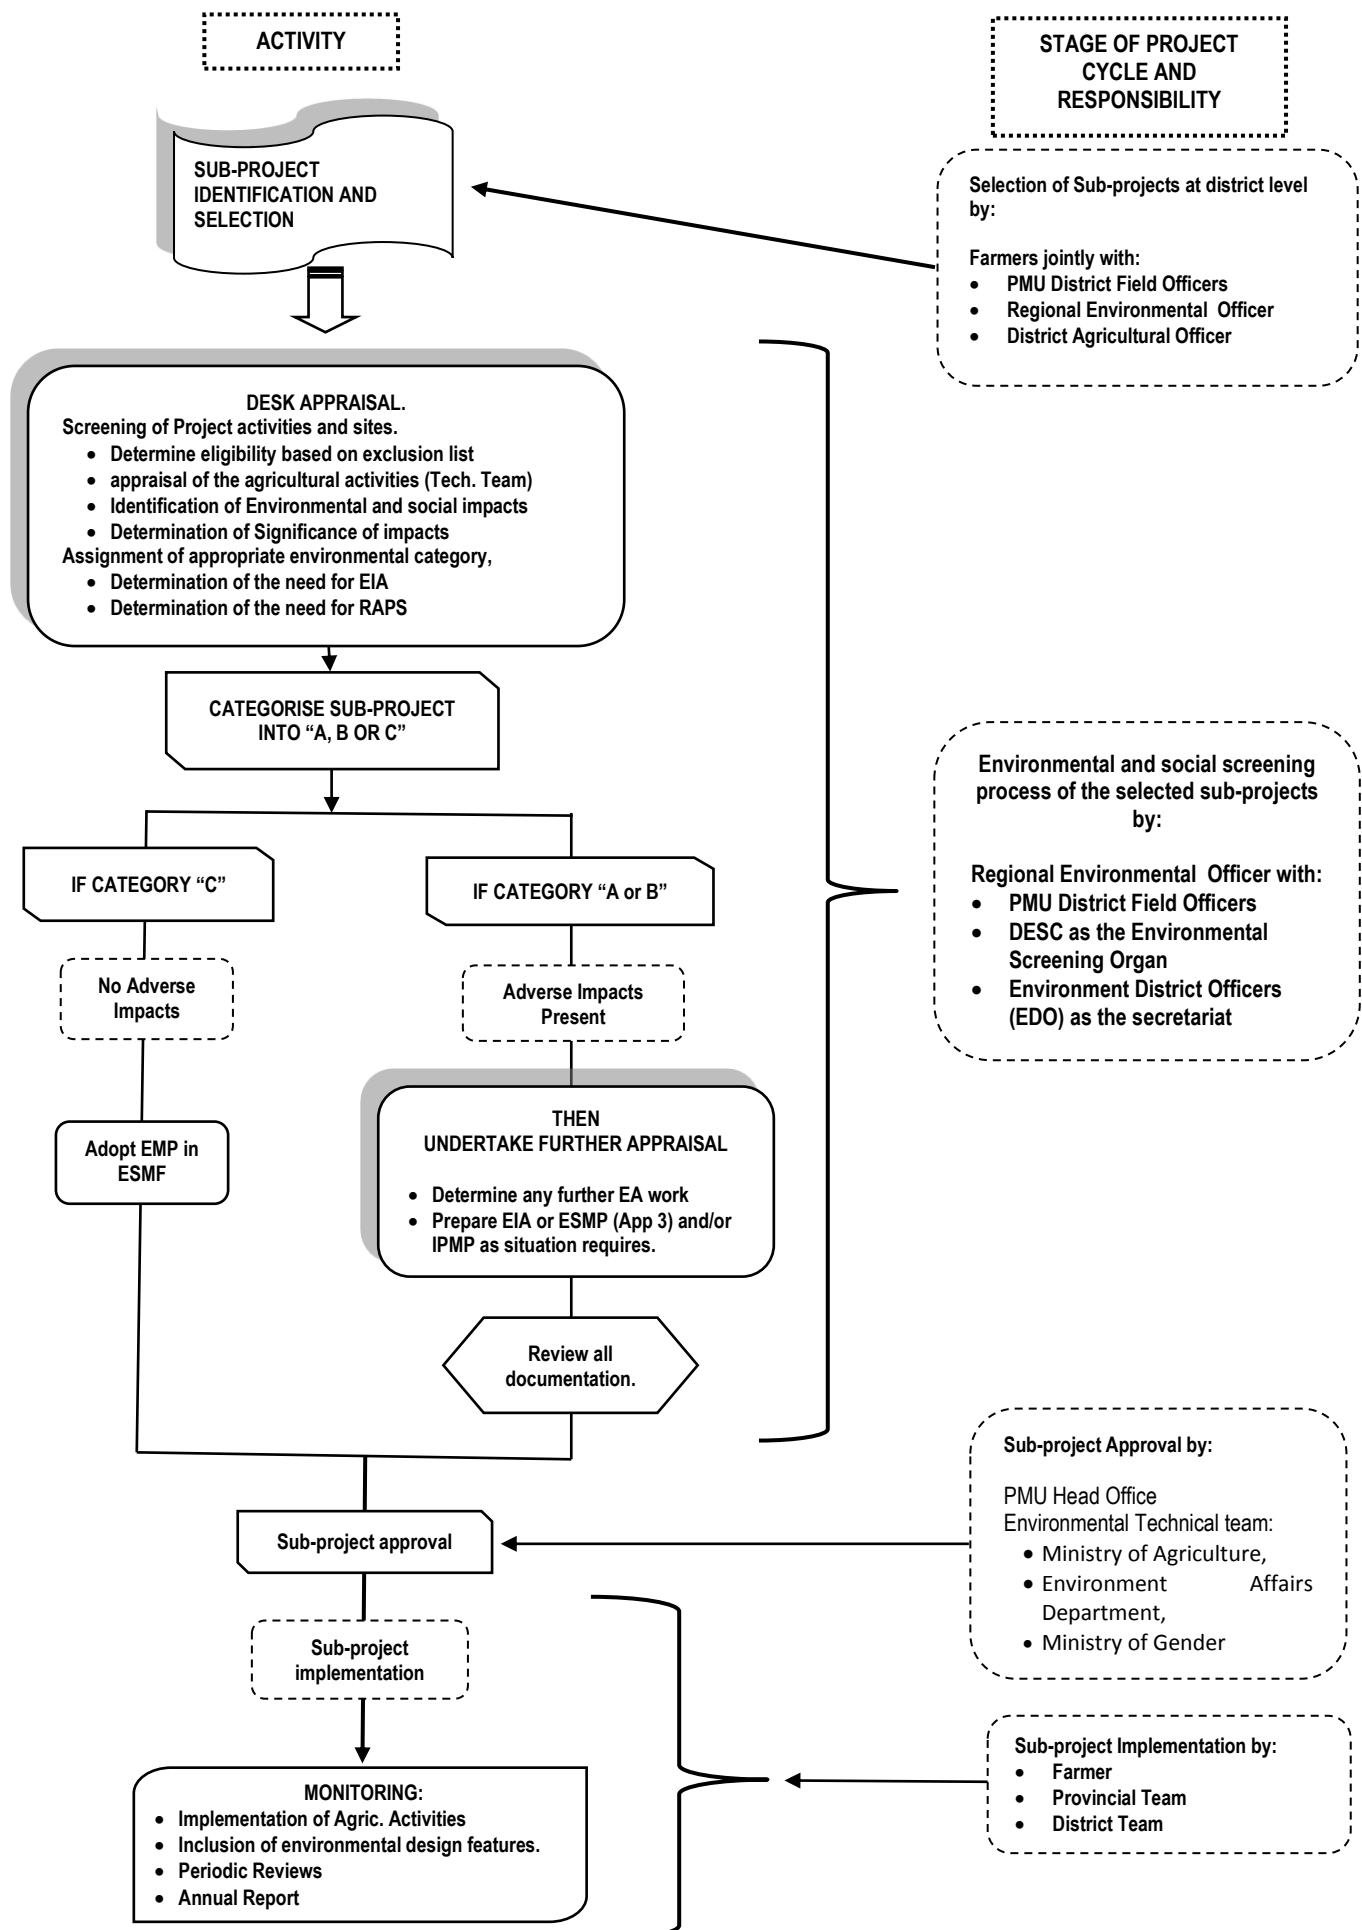 ACTIVITY
STAGE OF PROJECT
CYCLE AND
RESPONSIBILITY
SUB-PROJECT
IDENTIFICATION AND
SELECTION
Selection of Sub-projects at district level
by:
Farmers jointly with:
• PMU District Field Officers
• Regional Environmental Officer
• District Agricultural Officer
DESK APPRAISAL.
Screening of Project activities and sites.
• Determine eligibility based on exclusion list
• appraisal of the agricultural activities (Tech. Team)
• Identification of Environmental and social impacts
• Determination of Significance of impacts
Assignment of appropriate environmental category,
• Determination of the need for EIA
• Determination of the need for RAPS
CATEGORISE SUB-PROJECT
INTO “A, B OR C”
IF CATEGORY “C”
IF CATEGORY “A or B”
No Adverse
Impacts
Adverse Impacts
Present
Environmental and social screening
process of the selected sub-projects
by:
Regional Environmental Officer with:
• PMU District Field Officers
• DESC as the Environmental
Screening Organ
• Environment District Officers
(EDO) as the secretariat
Adopt EMP in
ESMF
THEN
UNDERTAKE FURTHER APPRAISAL
• Determine any further EA work
• Prepare EIA or ESMP (App 3) and/or
IPMP as situation requires.
Review all
documentation.
Sub-project approval
Sub-project Approval by:
PMU Head Office
Environmental Technical team:
• Ministry of Agriculture,
• Environment Affairs
Department,
• Ministry of Gender
Sub-project
implementation
MONITORING:
• Implementation of Agric. Activities
• Inclusion of environmental design features.
• Periodic Reviews
• Annual Report
Sub-project Implementation by:
• Farmer
• Provincial Team
• District Team